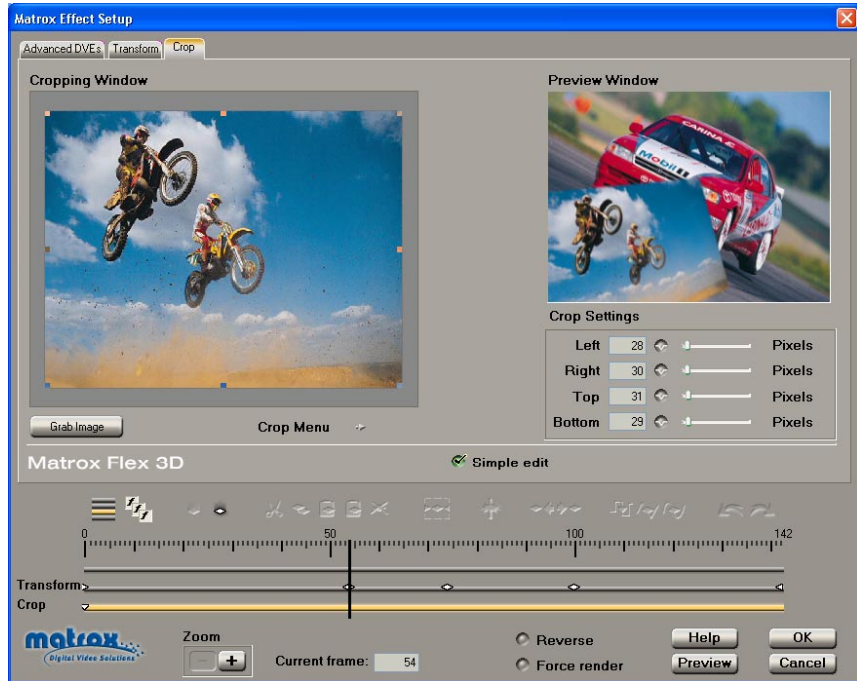 Matrox Effect Setup
Advanced DVEs Transform Crop
Cropping Window
Preview Window
CARINA E
Mobil 1
Crop Settings
Left 28 Pixels
Right 30 Pixels
Top 31 Pixels
Bottom 29 Pixels
Grab Image
Crop Menu
Matrox Flex 3D
Simple edit
0 50 100 142
Transform
Crop
matrox
Digital Video Solutions
Zoom
Current frame: 54
Reverse
Force render
Help
OK
Preview
Cancel